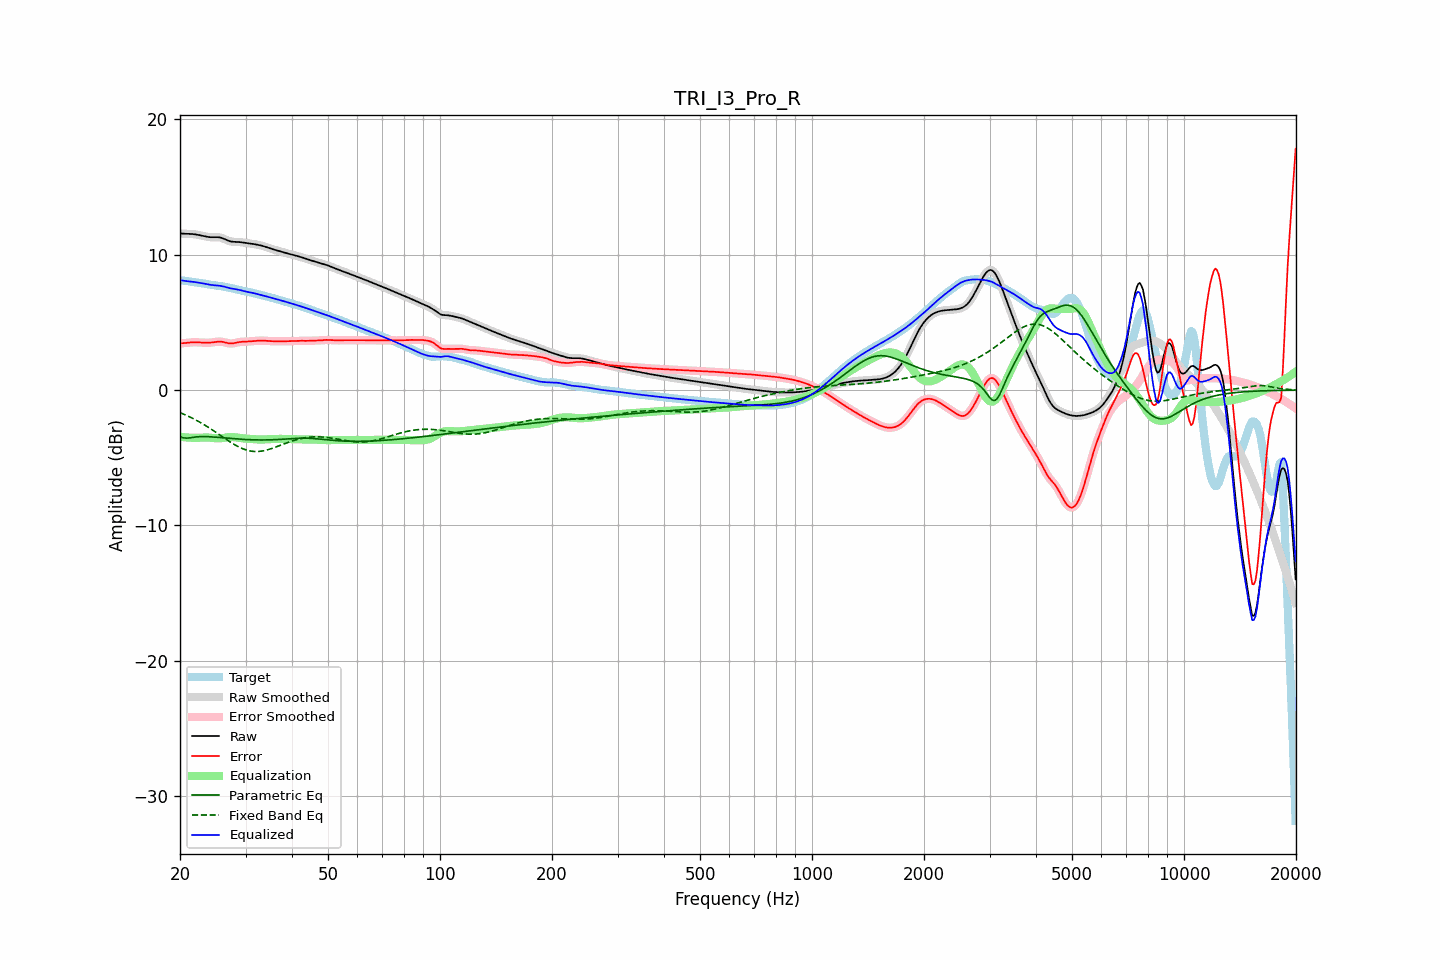 TRI_I3_Pro_R
20
10
0
−10
−20
−30
Amplitude (dBr)
Target
Raw Smoothed
Error Smoothed
Raw
Error
Equalization
Parametric Eq
Fixed Band Eq
Equalized
20 50 100 200 500 1000 2000 5000 10000 20000
Frequency (Hz)